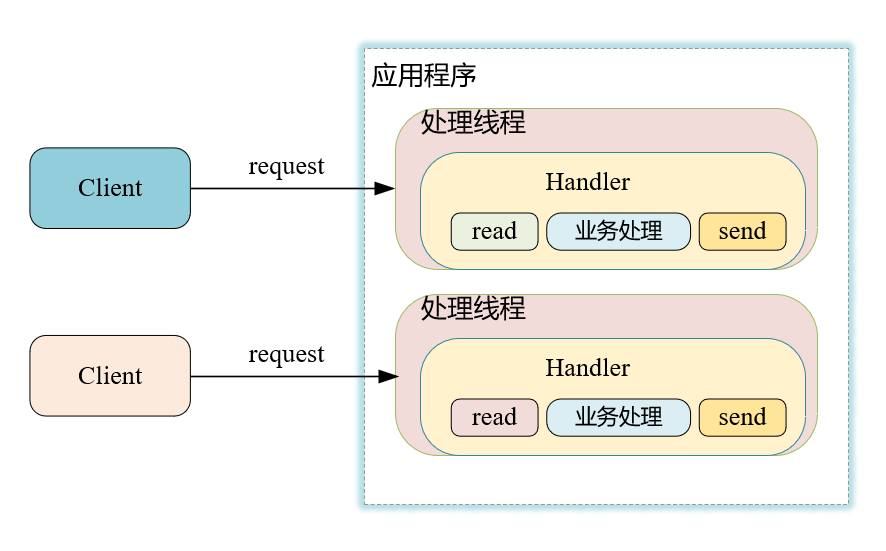 应用程序
处理线程
Client
request
Handler
read
业务处理
send
处理线程
Client
request
Handler
read
业务处理
send